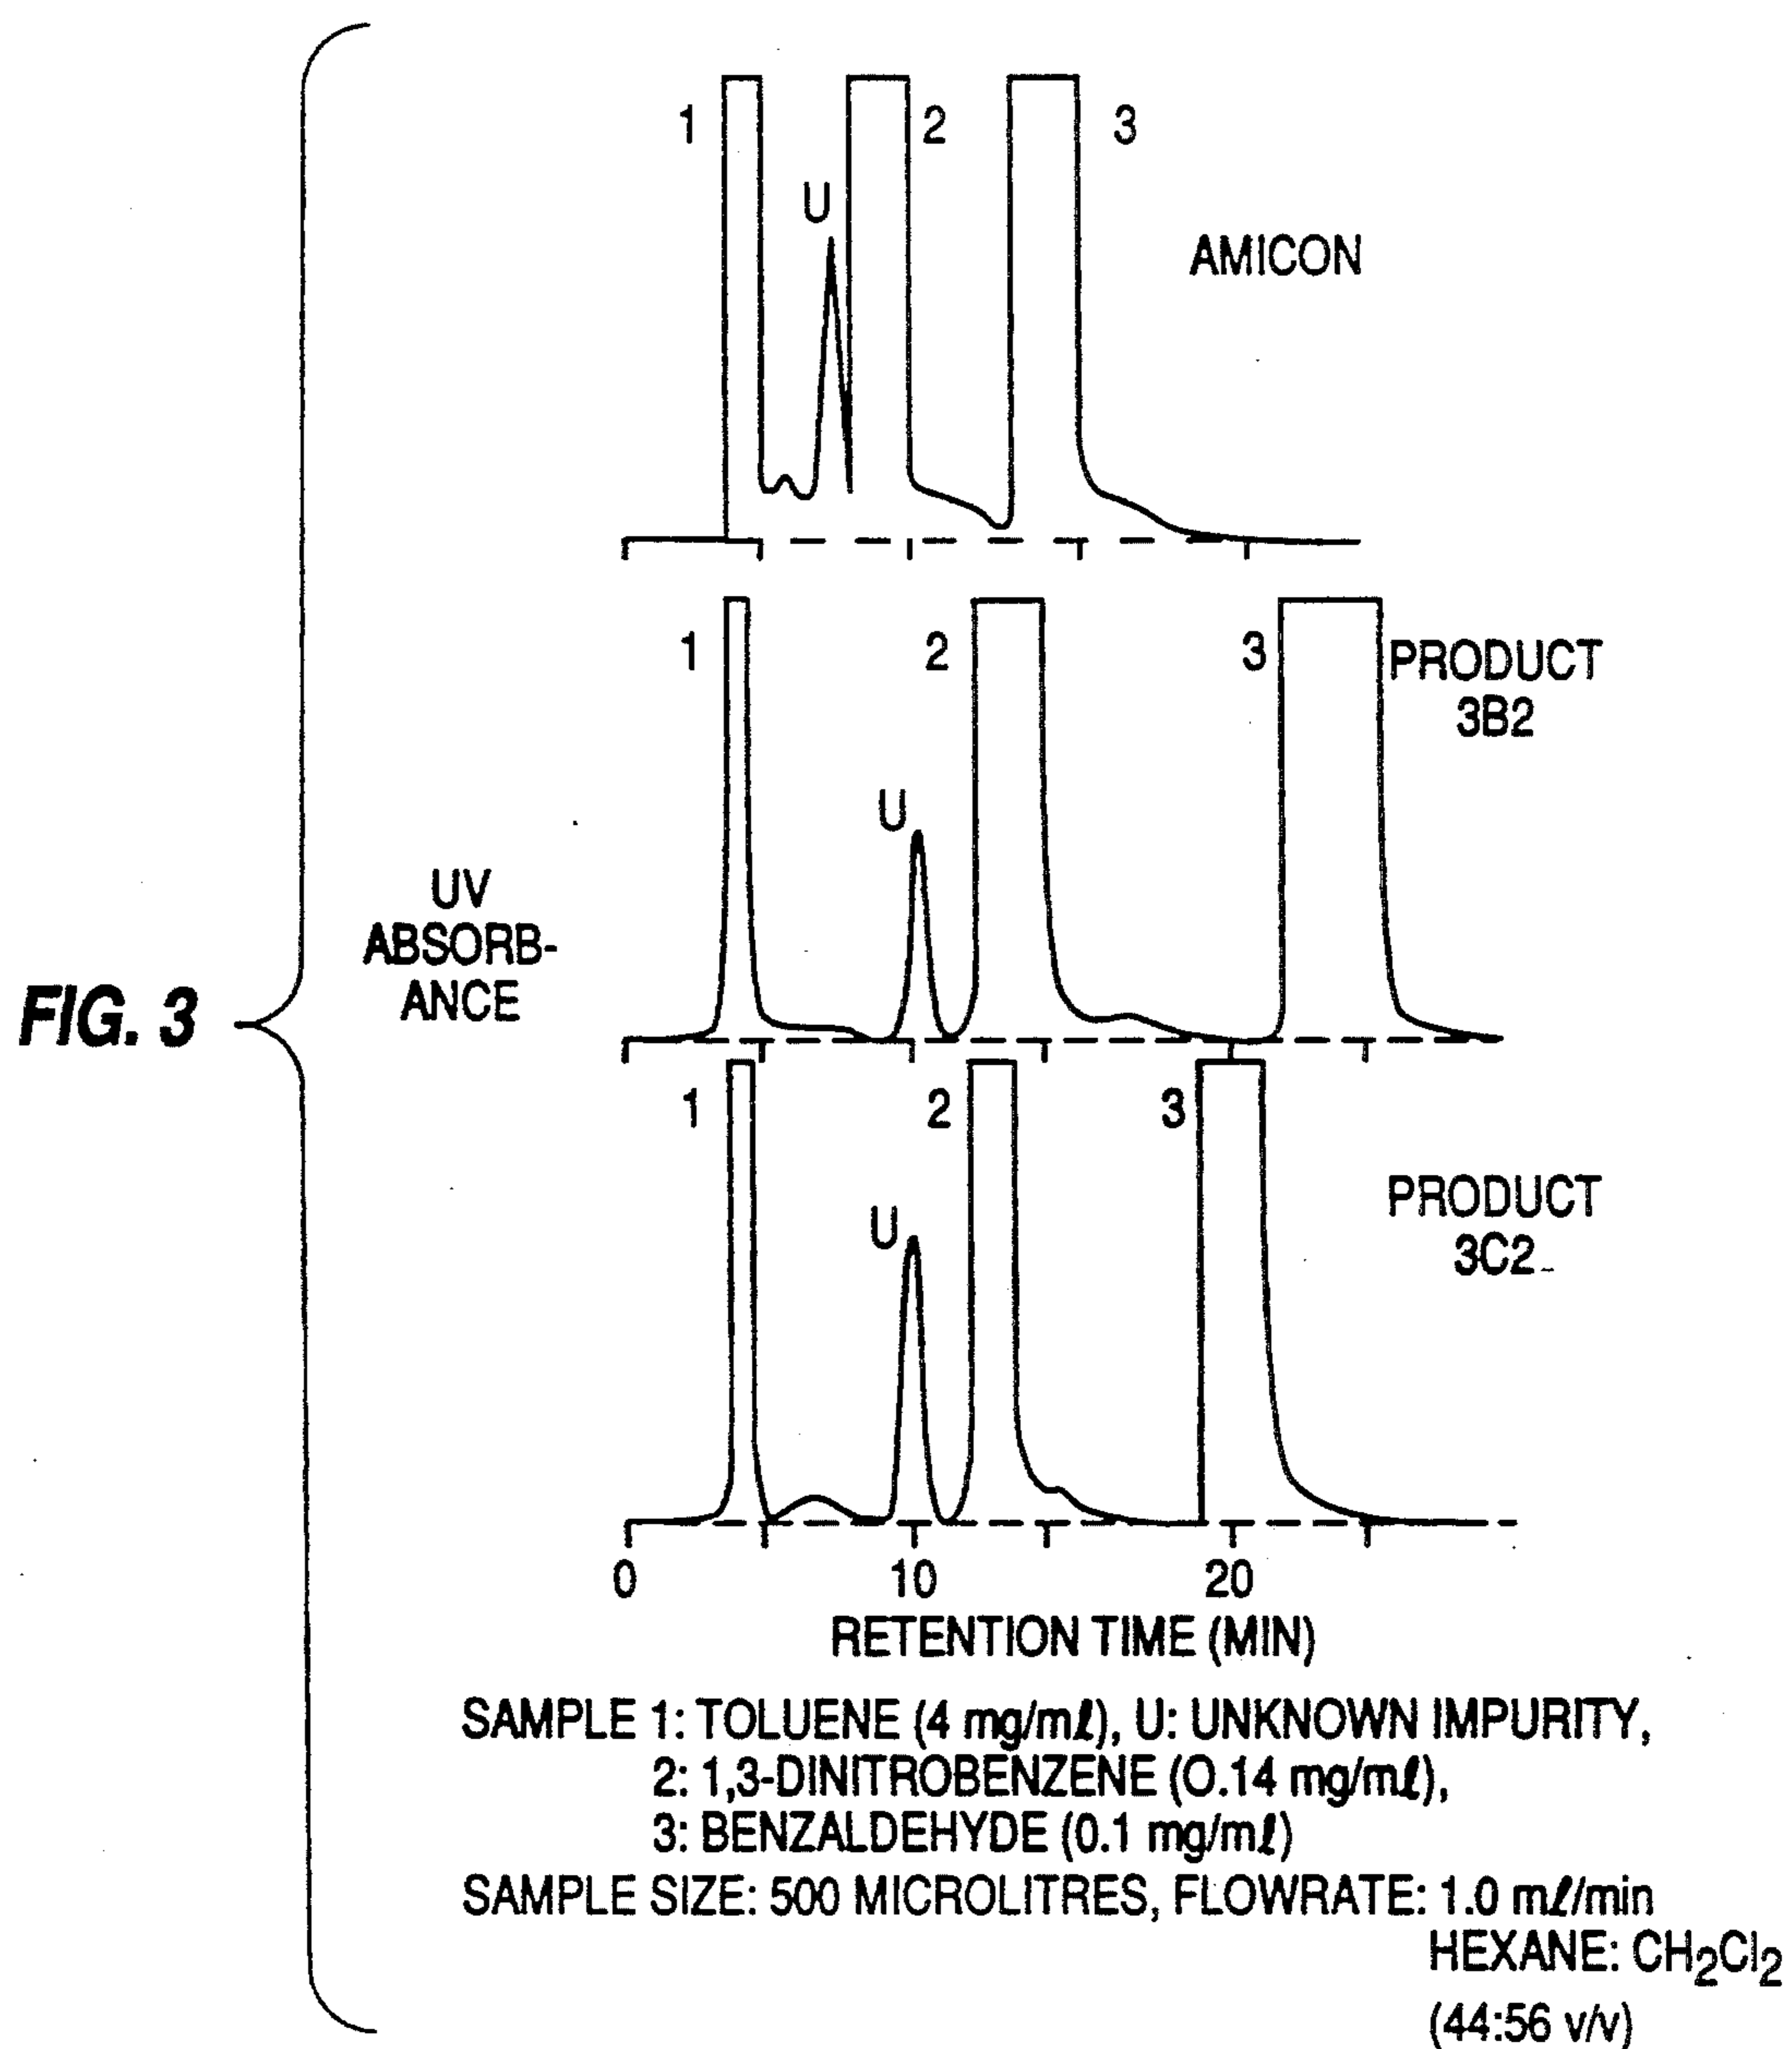 1
2
3
U
AMICON
1
2
3
PRODUCT
3B2
U
UV
ABSORB-
ANCE
FIG. 3
1
2
3
PRODUCT
3C2
U
0 10 20
RETENTION TIME (MIN)
SAMPLE 1: TOLUENE (4 mg/mℓ), U: UNKNOWN IMPURITY,
2: 1,3-DINITROBENZENE (0.14 mg/mℓ),
3: BENZALDEHYDE (0.1 mg/mℓ)
SAMPLE SIZE: 500 MICROLITRES, FLOWRATE: 1.0 mℓ/min
HEXANE: CH₂Cl₂
(44:56 v/v)